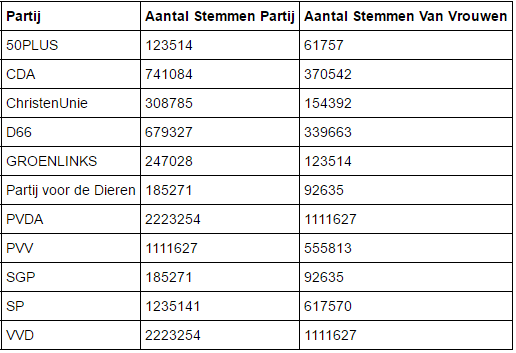 Partij Aantal Stemmen Partij Aantal Stemmen Van Vrouwen
50PLUS 123514 61757
CDA 741084 370542
ChristenUnie 308785 154392
D66 679327 339663
GROENLINKS 247028 123514
Partij voor de Dieren 185271 92635
PVDA 2223254 1111627
PVV 1111627 555813
SGP 185271 92635
SP 1235141 617570
VVD 2223254 1111627